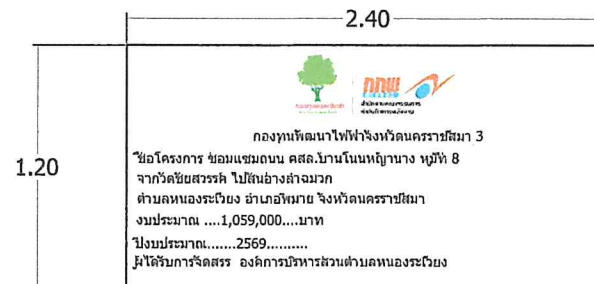 2.40
1.20
กองทุนพัฒนาไฟฟ้าจังหวัดนครราชสีมา 3
ชื่อโครงการ ซ่อมแซมถนน คสล.บ้านโนนหญ้านาง หมู่ที่ 8
จากวัดชัยสวรรค์ ไปสันอ่างลำฉมวก
ตำบลหนองระเวียง อำเภอพิมาย จังหวัดนครราชสีมา
งบประมาณ ....1,059,000....บาท
ปีงบประมาณ.......2569..........
ผู้ได้รับการจัดสรร องค์การบริหารส่วนตำบลหนองระเวียง